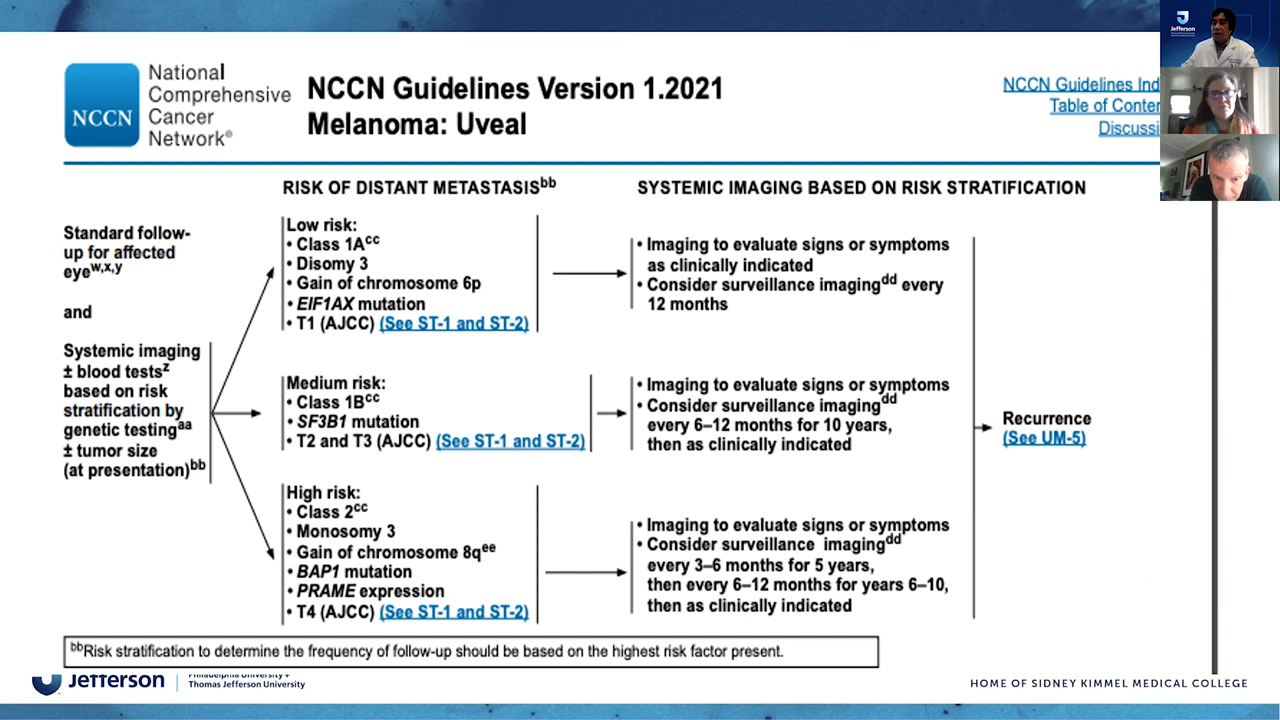 Jefferson
National
Comprehensive
Cancer
Network®
NCCN
NCCN Guidelines Version 1.2021
Melanoma: Uveal
NCCN Guidelines Ind
Table of Conter
Discussi
RISK OF DISTANT METASTASISbb
SYSTEMIC IMAGING BASED ON RISK STRATIFICATION
Standard follow-
up for affected
eyew,x,y
and
Systemic imaging
± blood testsz
based on risk
stratification by
genetic testingaa
± tumor size
(at presentation)bb
Low risk:
• Class 1Acc
• Disomy 3
• Gain of chromosome 6p
• EIF1AX mutation
• T1 (AJCC) (See ST-1 and ST-2)
• Imaging to evaluate signs or symptoms
as clinically indicated
• Consider surveillance imagingdd every
12 months
Medium risk:
• Class 1Bcc
• SF3B1 mutation
• T2 and T3 (AJCC) (See ST-1 and ST-2)
• Imaging to evaluate signs or symptoms
• Consider surveillance imagingdd
every 6–12 months for 10 years,
then as clinically indicated
High risk:
• Class 2cc
• Monosomy 3
• Gain of chromosome 8qee
• BAP1 mutation
• PRAME expression
• T4 (AJCC) (See ST-1 and ST-2)
• Imaging to evaluate signs or symptoms
• Consider surveillance imagingdd
every 3–6 months for 5 years,
then every 6–12 months for years 6–10,
then as clinically indicated
Recurrence
(See UM-5)
bbRisk stratification to determine the frequency of follow-up should be based on the highest risk factor present.
Jefferson
Philadelphia University +
Thomas Jefferson University
HOME OF SIDNEY KIMMEL MEDICAL COLLEGE